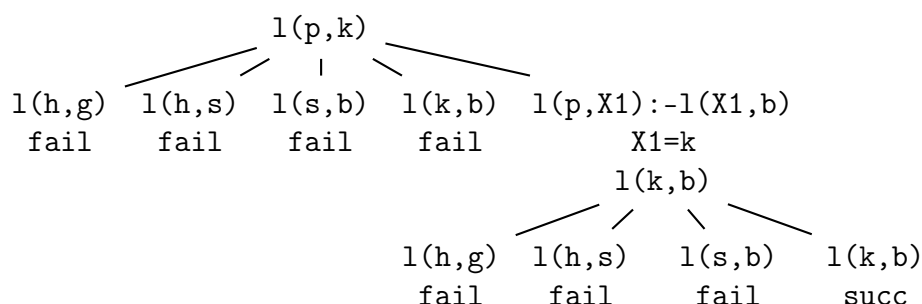 l(p,k)
l(h,g) l(h,s) l(s,b) l(k,b) l(p,X1):-l(X1,b)
fail fail fail fail X1=k
l(k,b)
l(h,g) l(h,s) l(s,b) l(k,b)
fail fail fail succ